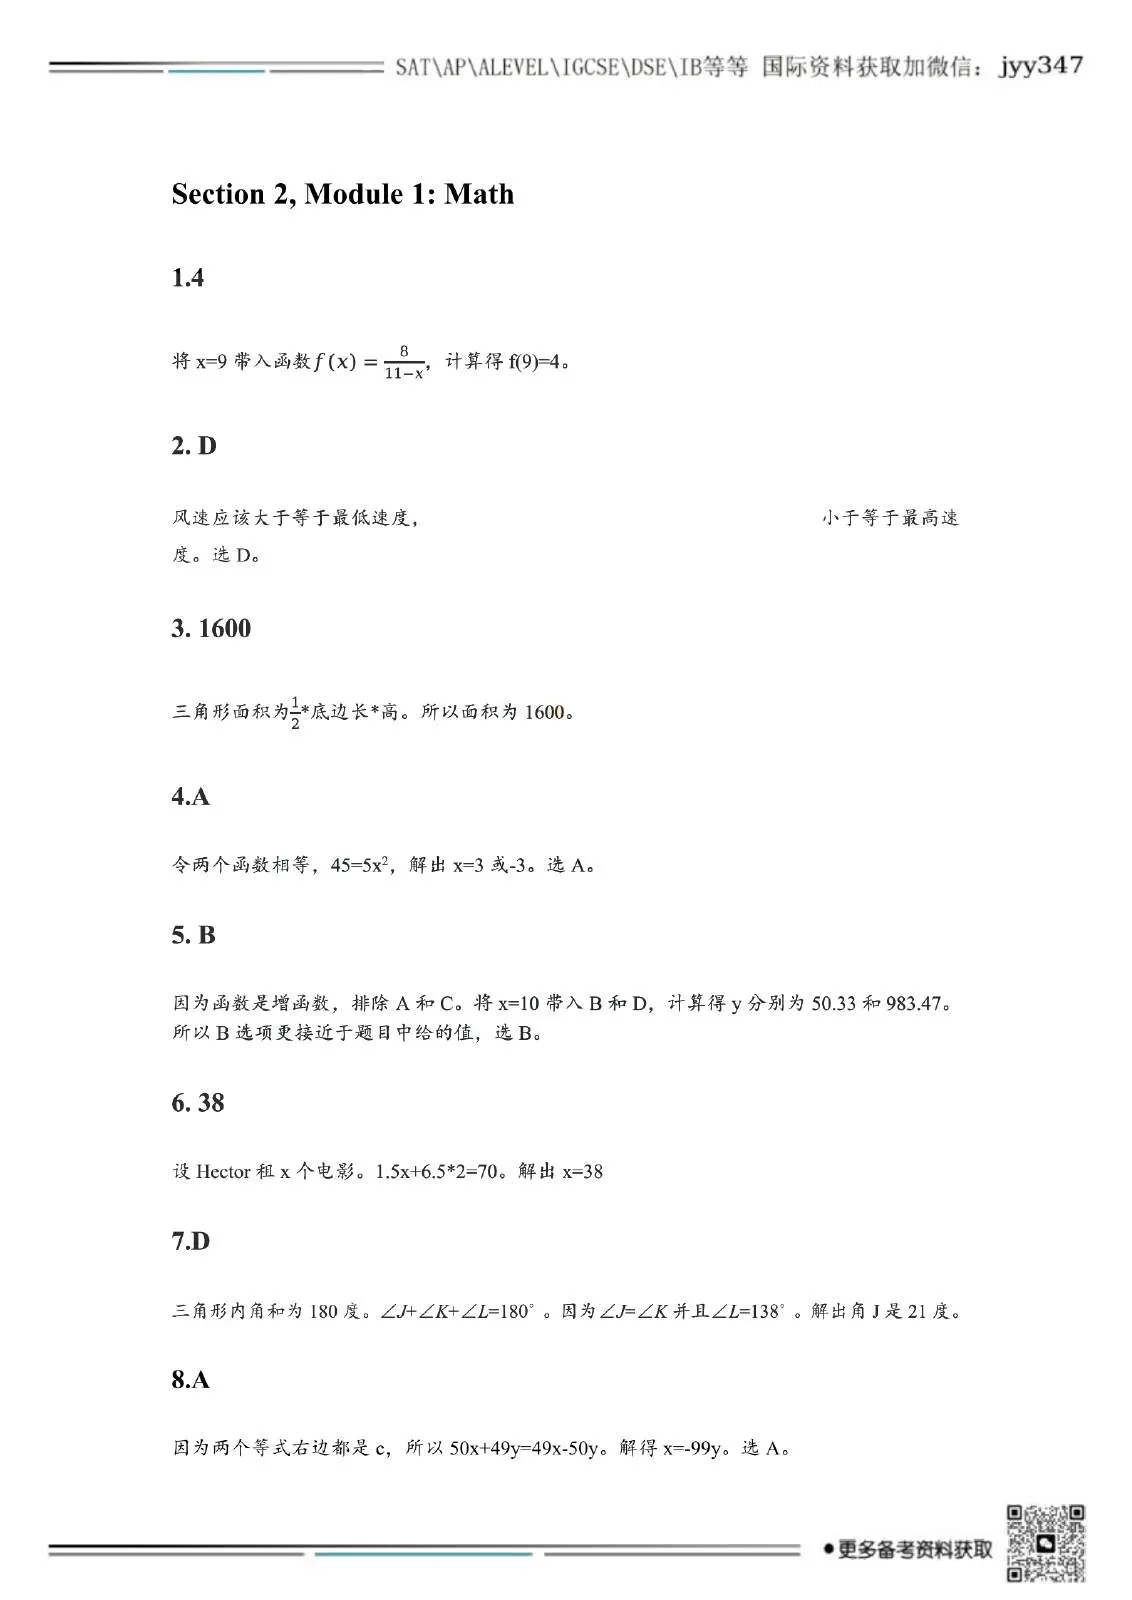 SAT\AP\ALEVEL\IGCSE\DSE\IB等等 国际资料获取加微信: jyy347
Section 2, Module 1: Math
1.4
将 x=9 带入函数f(x) = 8/(11−x), 计算得 f(9)=4。
2. D
风速应该大于等于最低速度, 小于等于最高速
度。选 D。
3. 1600
三角形面积为1/2*底边长*高。所以面积为 1600。
4.A
令两个函数相等, 45=5x², 解出 x=3 或-3。选 A。
5. B
因为函数是增函数, 排除 A 和 C。将 x=10 带入 B 和 D, 计算得 y 分别为 50.33 和 983.47。
所以 B 选项更接近于题目中给的值, 选 B。
6. 38
设 Hector 租 x 个电影。1.5x+6.5*2=70。解出 x=38
7.D
三角形内角和为 180 度。∠J+∠K+∠L=180° 。因为∠J=∠K 并且∠L=138° 。解出角 J 是 21 度。
8.A
因为两个等式右边都是 c, 所以 50x+49y=49x-50y。解得 x=-99y。选 A。
●更多备考资料获取